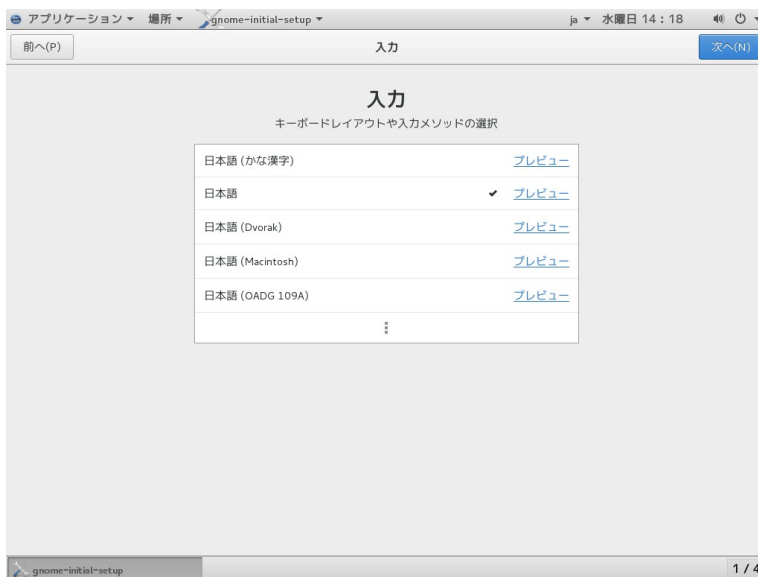 アプリケーション 場所 gnome-initial-setup ja 水曜日 14：18
前へ(P) 入力 次へ(N)
入力
キーボードレイアウトや入力メソッドの選択
日本語 (かな漢字) プレビュー
日本語 ✔ プレビュー
日本語 (Dvorak) プレビュー
日本語 (Macintosh) プレビュー
日本語 (OADG 109A) プレビュー
gnome-initial-setup 1 / 4